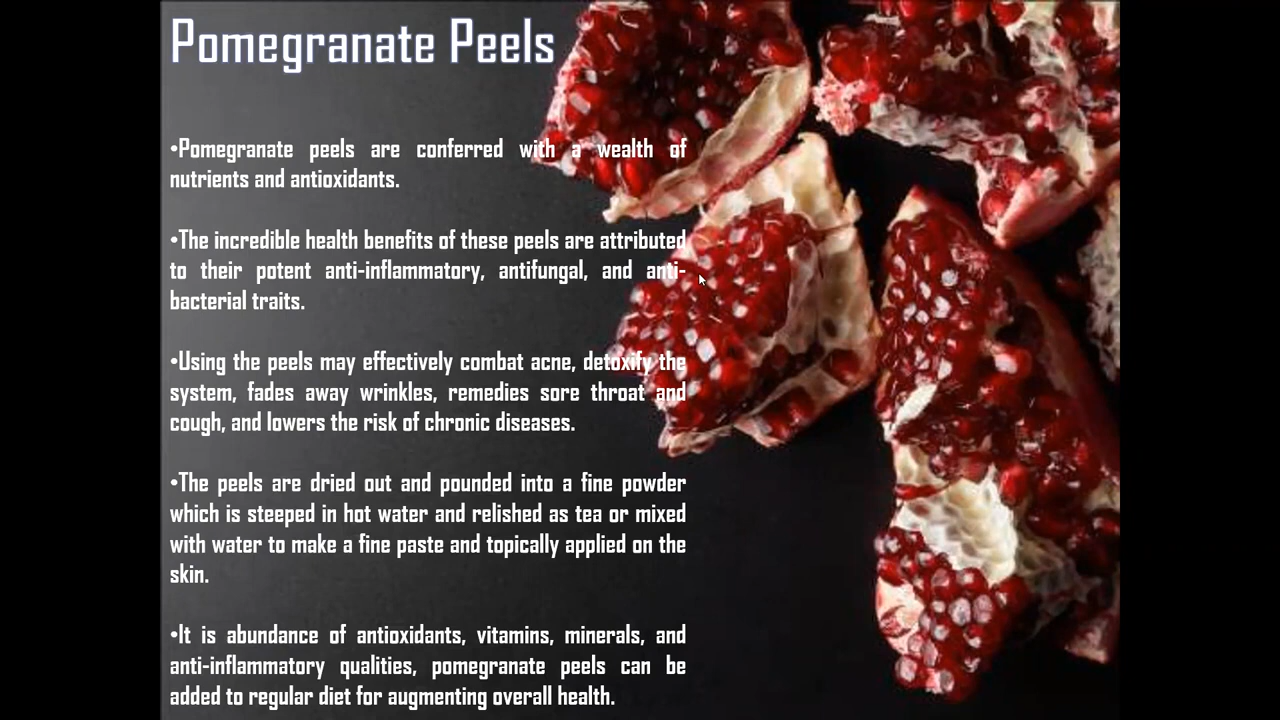 Pomegranate Peels
•Pomegranate peels are conferred with a wealth of
nutrients and antioxidants.
•The incredible health benefits of these peels are attributed
to their potent anti-inflammatory, antifungal, and anti-
bacterial traits.
•Using the peels may effectively combat acne, detoxify the
system, fades away wrinkles, remedies sore throat and
cough, and lowers the risk of chronic diseases.
•The peels are dried out and pounded into a fine powder
which is steeped in hot water and relished as tea or mixed
with water to make a fine paste and topically applied on the
skin.
•It is abundance of antioxidants, vitamins, minerals, and
anti-inflammatory qualities, pomegranate peels can be
added to regular diet for augmenting overall health.